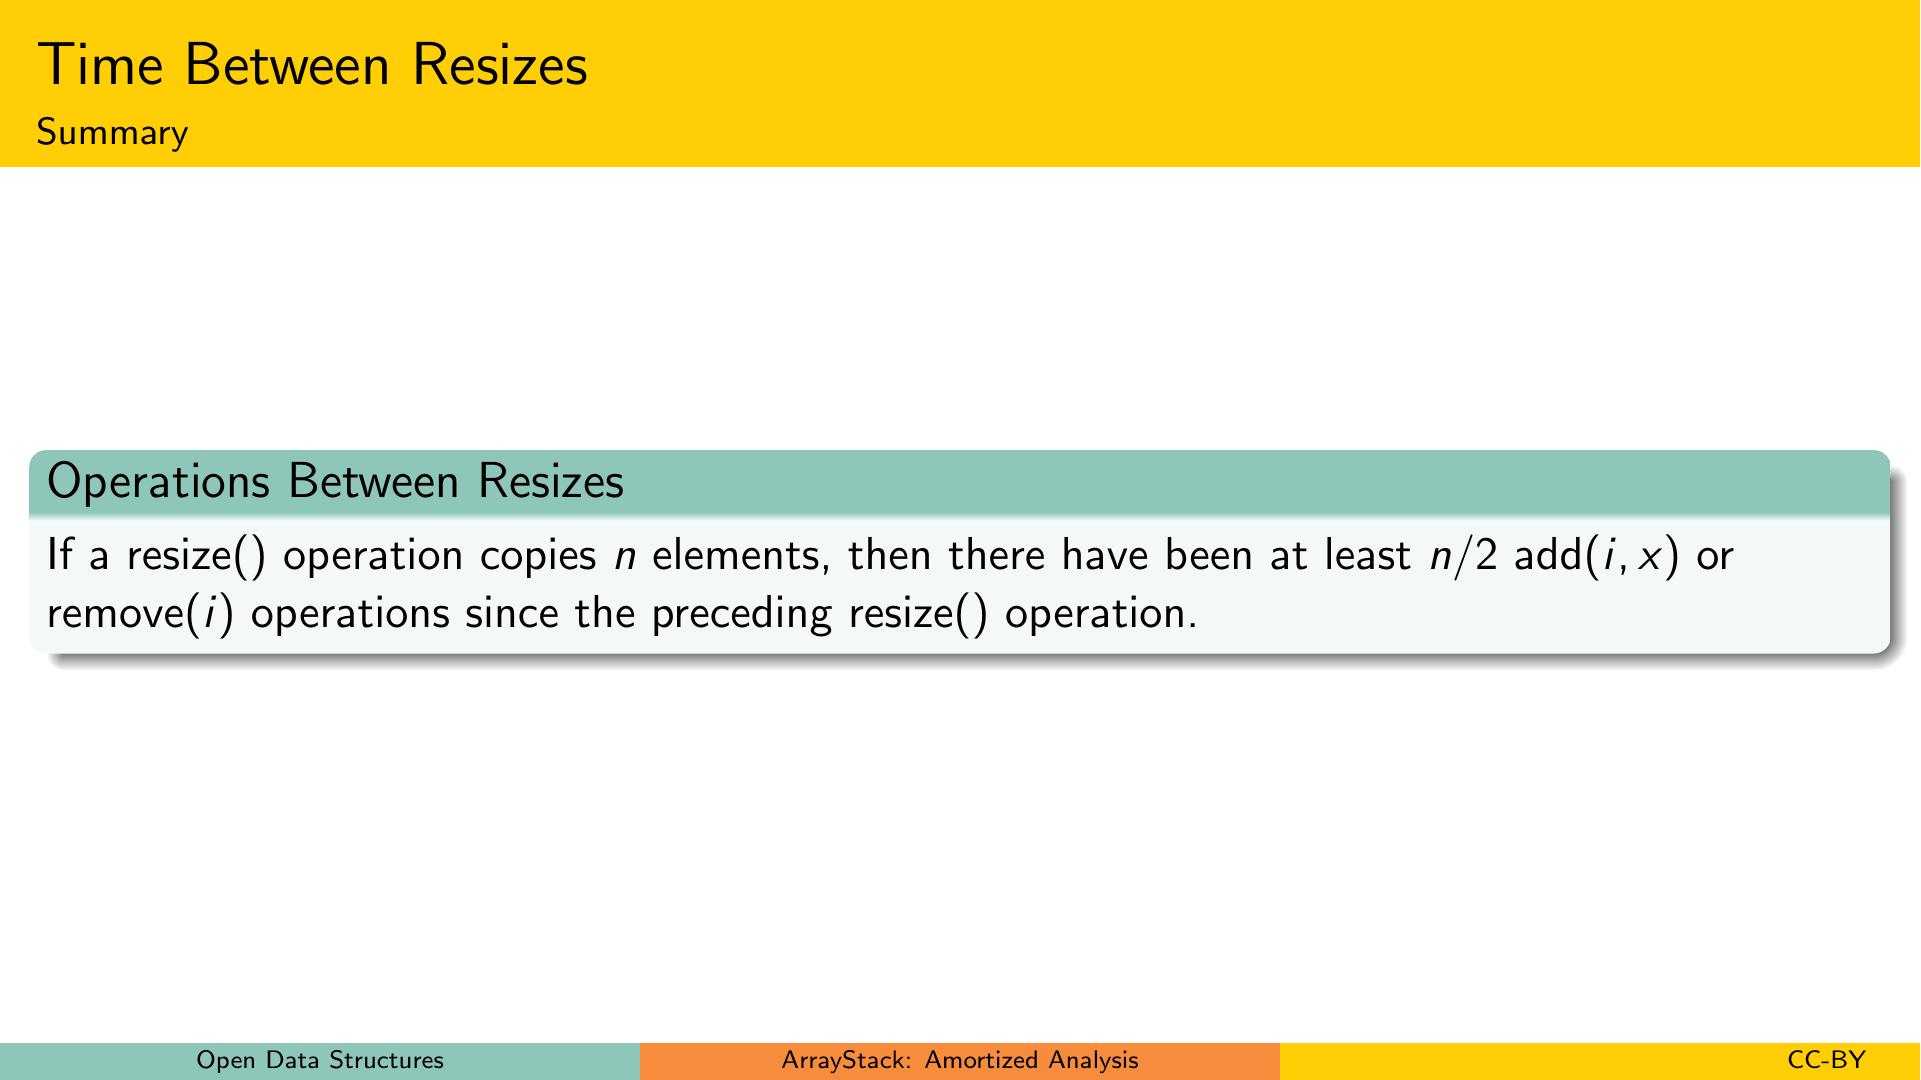 Time Between Resizes
Summary
Operations Between Resizes
If a resize() operation copies n elements, then there have been at least n/2 add(i, x) or
remove(i) operations since the preceding resize() operation.
Open Data Structures
ArrayStack: Amortized Analysis
CC-BY